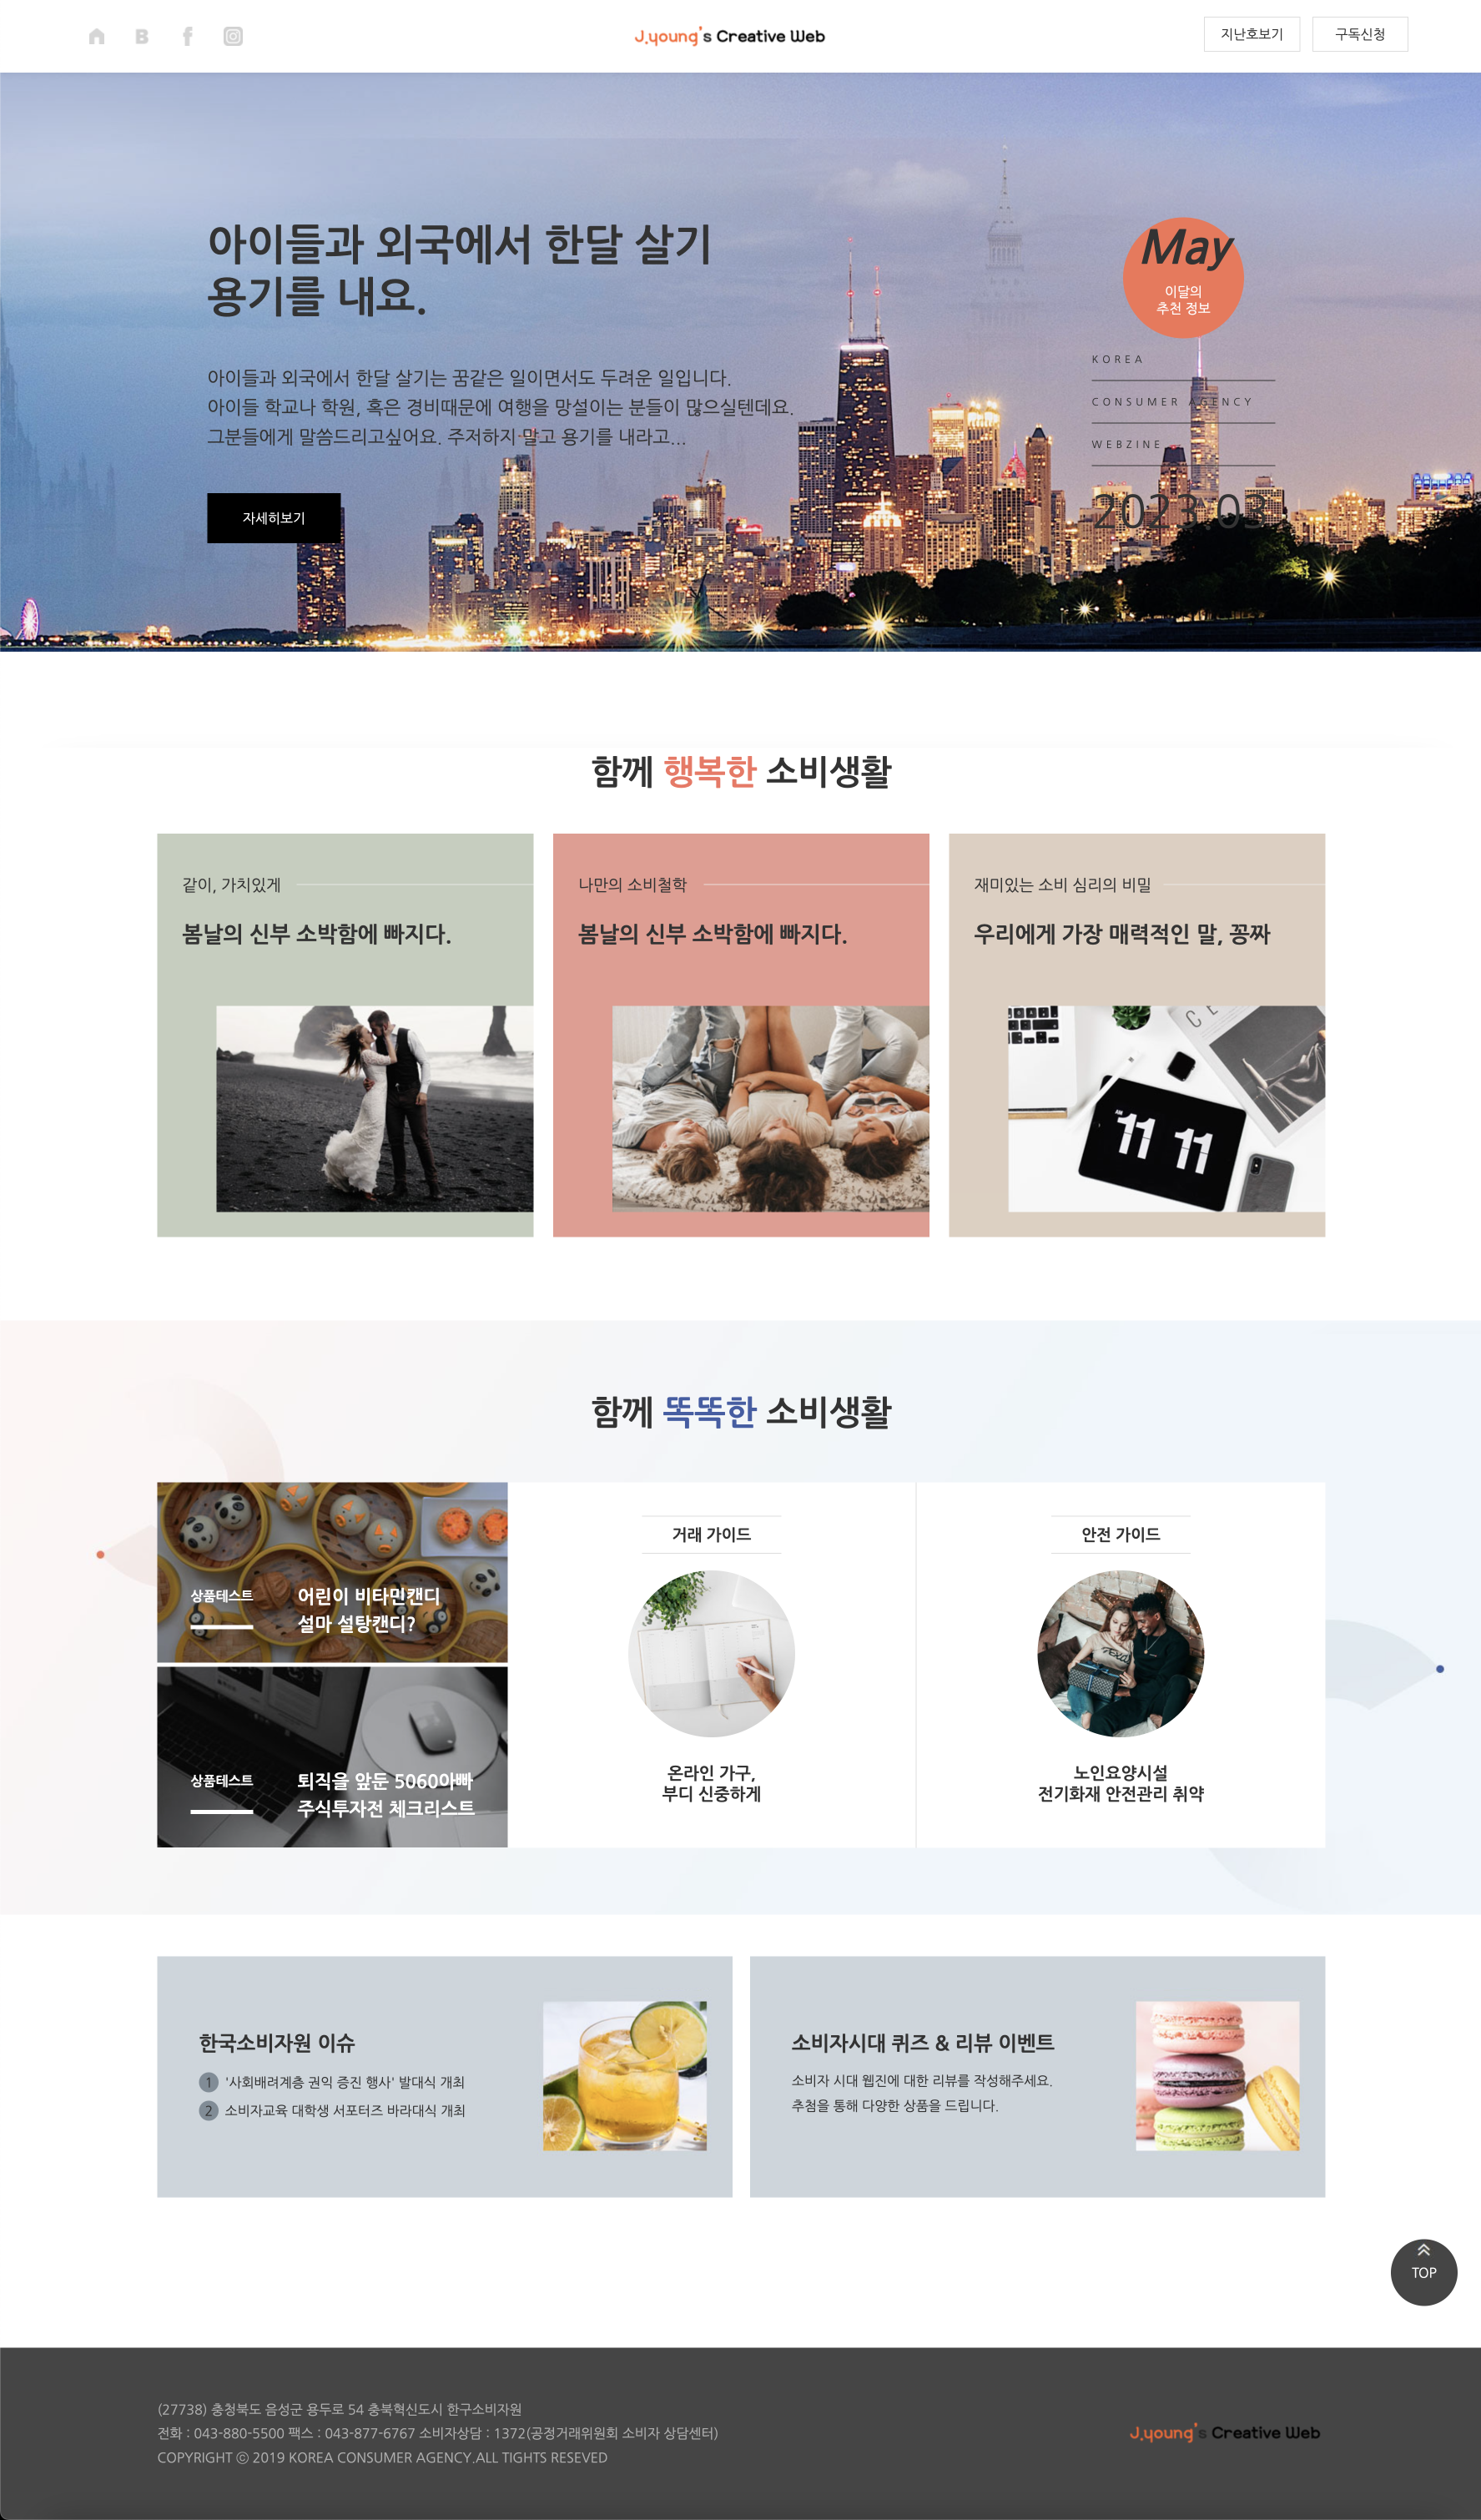 J.young's Creative Web
지난호보기
구독신청
아이들과 외국에서 한달 살기
용기를 내요.
아이들과 외국에서 한달 살기는 꿈같은 일이면서도 두려운 일입니다.
아이들 학교나 학원, 혹은 경비때문에 여행을 망설이는 분들이 많으실텐데요.
그분들에게 말씀드리고싶어요. 주저하지 말고 용기를 내라고...
자세히보기
May
이달의
추천 정보
KOREA
CONSUMER AGENCY
WEBZINE
2023.03
함께 행복한 소비생활
같이, 가치있게
봄날의 신부 소박함에 빠지다.
나만의 소비철학
봄날의 신부 소박함에 빠지다.
재미있는 소비 심리의 비밀
우리에게 가장 매력적인 말, 꽁짜
AM
11 11
함께 똑똑한 소비생활
상품테스트
어린이 비타민캔디
설마 설탕캔디?
상품테스트
퇴직을 앞둔 5060아빠
주식투자전 체크리스트
거래 가이드
온라인 가구,
부디 신중하게
안전 가이드
노인요양시설
전기화재 안전관리 취약
한국소비자원 이슈
1 '사회배려계층 권익 증진 행사' 발대식 개최
2 소비자교육 대학생 서포터즈 바라대식 개최
소비자시대 퀴즈 & 리뷰 이벤트
소비자 시대 웹진에 대한 리뷰를 작성해주세요.
추첨을 통해 다양한 상품을 드립니다.
TOP
(27738) 충청북도 음성군 용두로 54 충북혁신도시 한구소비자원
전화 : 043-880-5500 팩스 : 043-877-6767 소비자상담 : 1372(공정거래위원회 소비자 상담센터)
COPYRIGHT ⓒ 2019 KOREA CONSUMER AGENCY.ALL TIGHTS RESEVED
J.young's Creative Web